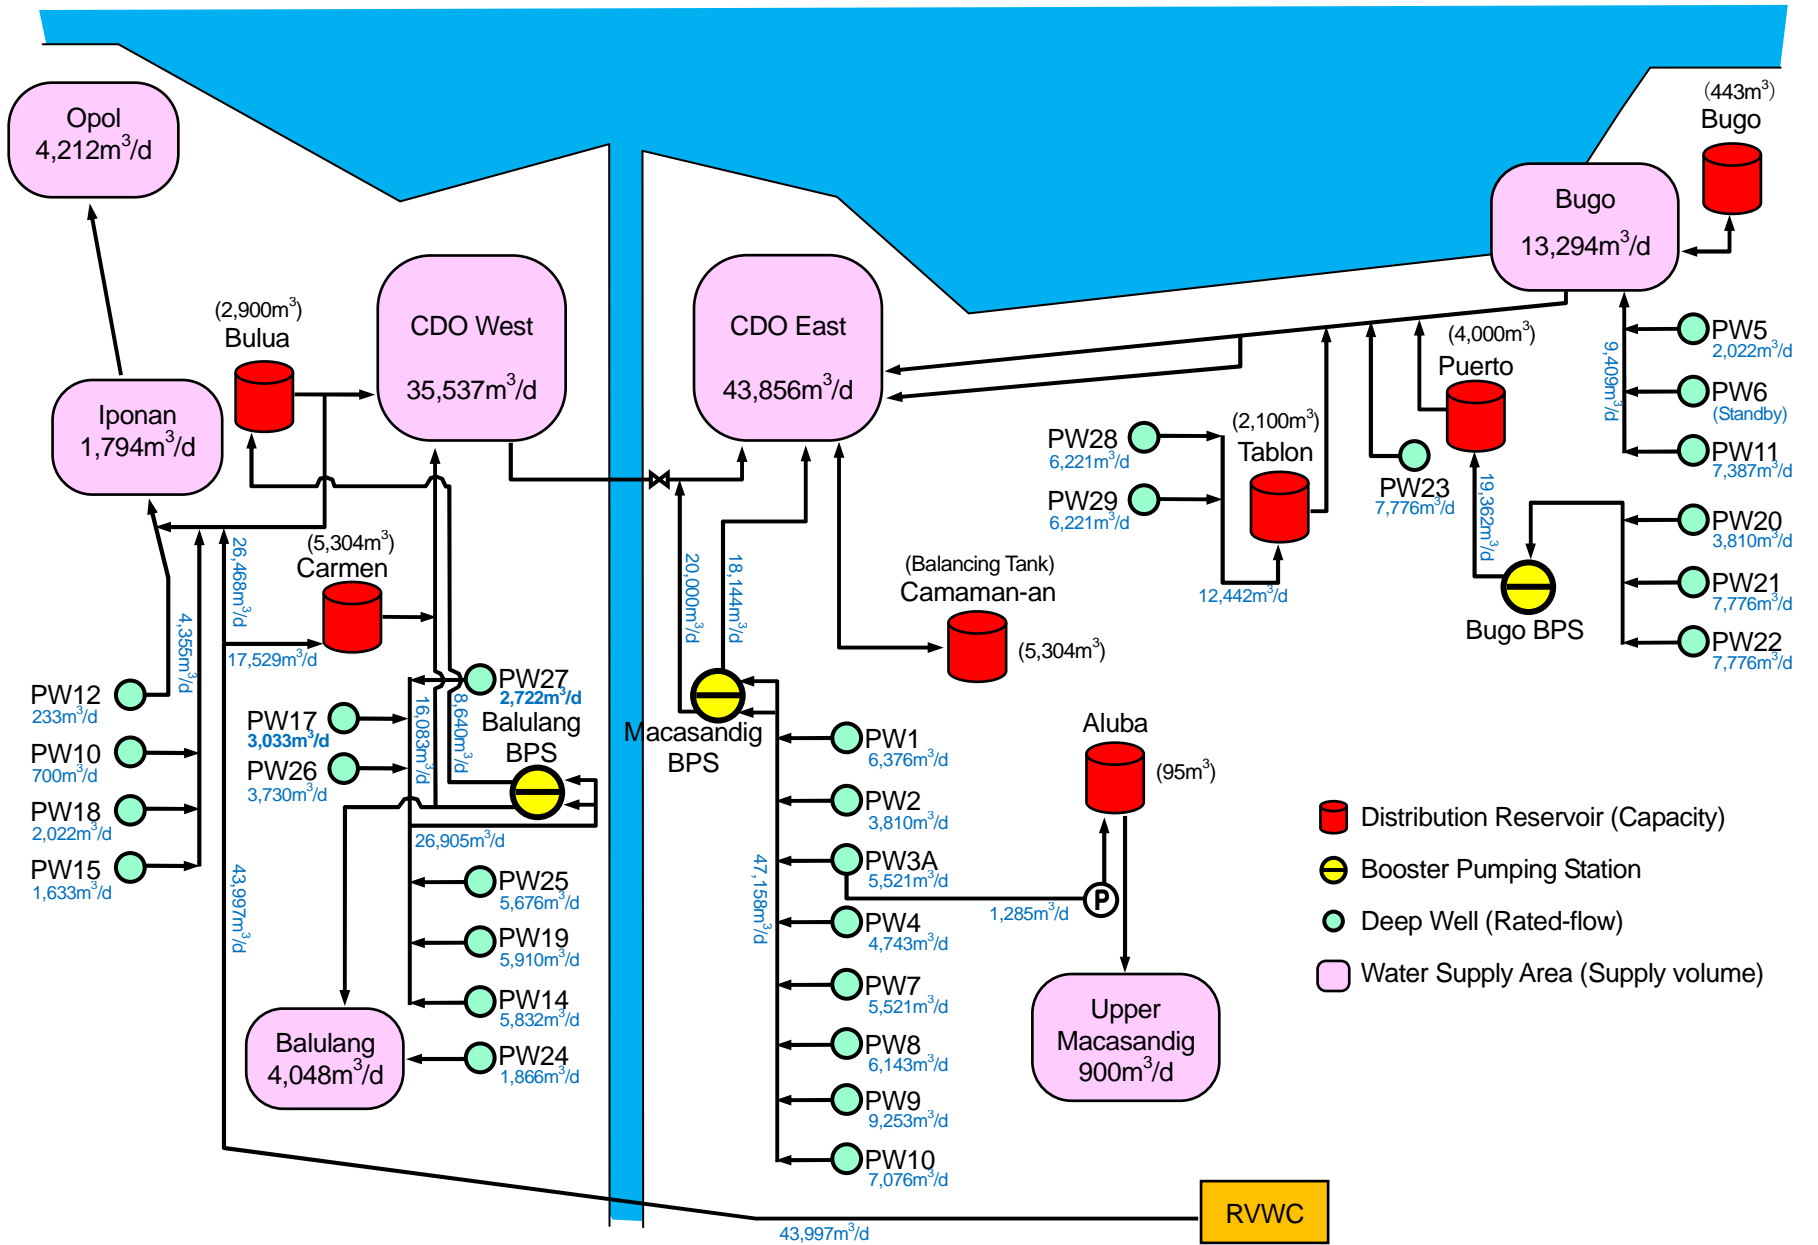 Opol
4,212m³/d
(443m³)
Bugo
Bugo
13,294m³/d
(2,900m³)
Bulua
CDO West
35,537m³/d
CDO East
43,856m³/d
Iponan
1,794m³/d
PW5
2,022m³/d
PW6
(Standby)
PW11
7,387m³/d
9,409m³/d
(4,000m³)
Puerto
(2,100m³)
Tablon
PW28
6,221m³/d
PW29
6,221m³/d
12,442m³/d
PW23
7,776m³/d
19,362m³/d
PW20
3,810m³/d
PW21
7,776m³/d
PW22
7,776m³/d
Bugo BPS
26,468m³/d
(5,304m³)
Carmen
4,355m³/d
17,529m³/d
20,000m³/d
18,144m³/d
(Balancing Tank)
Camaman-an
(5,304m³)
PW12
233m³/d
PW10
700m³/d
PW18
2,022m³/d
PW15
1,633m³/d
PW27
2,722m³/d
PW17
3,033m³/d
PW26
3,730m³/d
16,083m³/d
8,640m³/d
Balulang
BPS
26,905m³/d
PW25
5,676m³/d
PW19
5,910m³/d
PW14
5,832m³/d
PW24
1,866m³/d
Balulang
4,048m³/d
43,997m³/d
Macasandig
BPS
PW1
6,376m³/d
PW2
3,810m³/d
PW3A
5,521m³/d
PW4
4,743m³/d
PW7
5,521m³/d
PW8
6,143m³/d
PW9
9,253m³/d
PW10
7,076m³/d
47,158m³/d
1,285m³/d
P
Aluba
(95m³)
Upper
Macasandig
900m³/d
Distribution Reservoir (Capacity)
Booster Pumping Station
Deep Well (Rated-flow)
Water Supply Area (Supply volume)
RVWC
43,997m³/d